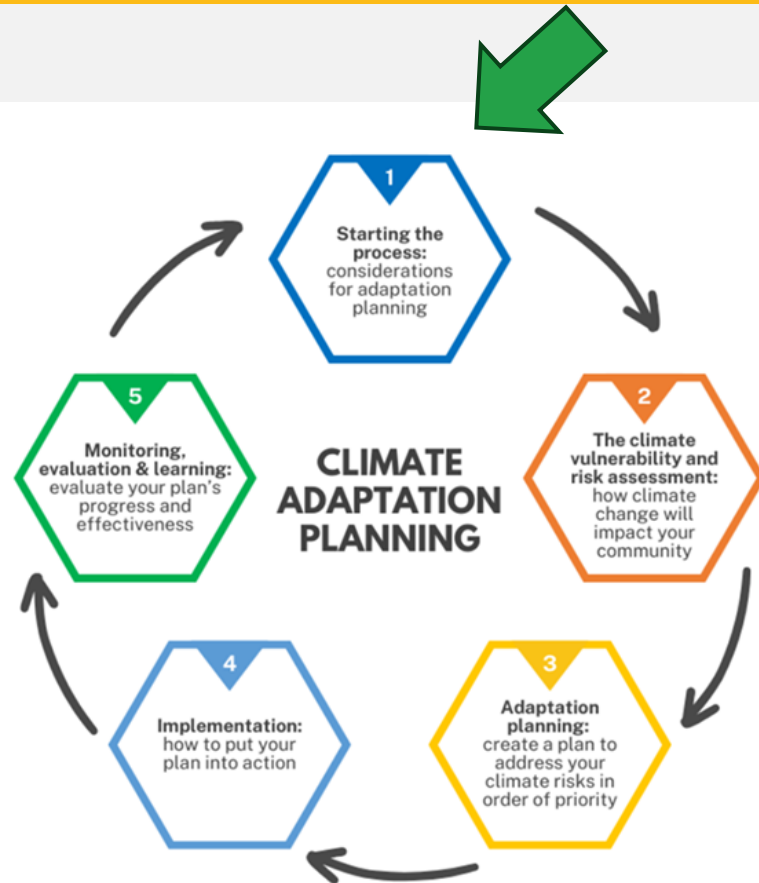 1
Starting the
process:
considerations
for adaptation
planning
2
The climate
vulnerability and
risk assessment:
how climate
change will
impact your
community
3
Adaptation
planning:
create a plan to
address your
climate risks in
order of priority
4
Implementation:
how to put your
plan into action
5
Monitoring,
evaluation & learning:
evaluate your plan's
progress and
effectiveness
CLIMATE
ADAPTATION
PLANNING